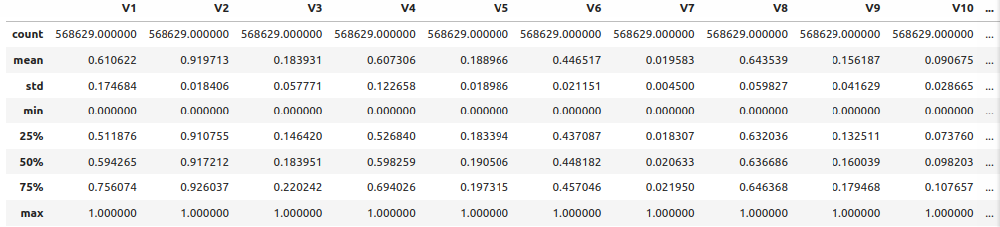 V1 V2 V3 V4 V5 V6 V7 V8 V9 V10 ...
count 568629.000000 568629.000000 568629.000000 568629.000000 568629.000000 568629.000000 568629.000000 568629.000000 568629.000000 568629.000000 ...
mean 0.610622 0.919713 0.183931 0.607306 0.188966 0.446517 0.019583 0.643539 0.156187 0.090675 ...
std 0.174684 0.018406 0.057771 0.122658 0.018986 0.021151 0.004500 0.059827 0.041629 0.028665 ...
min 0.000000 0.000000 0.000000 0.000000 0.000000 0.000000 0.000000 0.000000 0.000000 0.000000 ...
25% 0.511876 0.910755 0.146420 0.526840 0.183394 0.437087 0.018307 0.632036 0.132511 0.073760 ...
50% 0.594265 0.917212 0.183951 0.598259 0.190506 0.448182 0.020633 0.636686 0.160039 0.098203 ...
75% 0.756074 0.926037 0.220242 0.694026 0.197315 0.457046 0.021950 0.646368 0.179468 0.107657 ...
max 1.000000 1.000000 1.000000 1.000000 1.000000 1.000000 1.000000 1.000000 1.000000 1.000000 ...